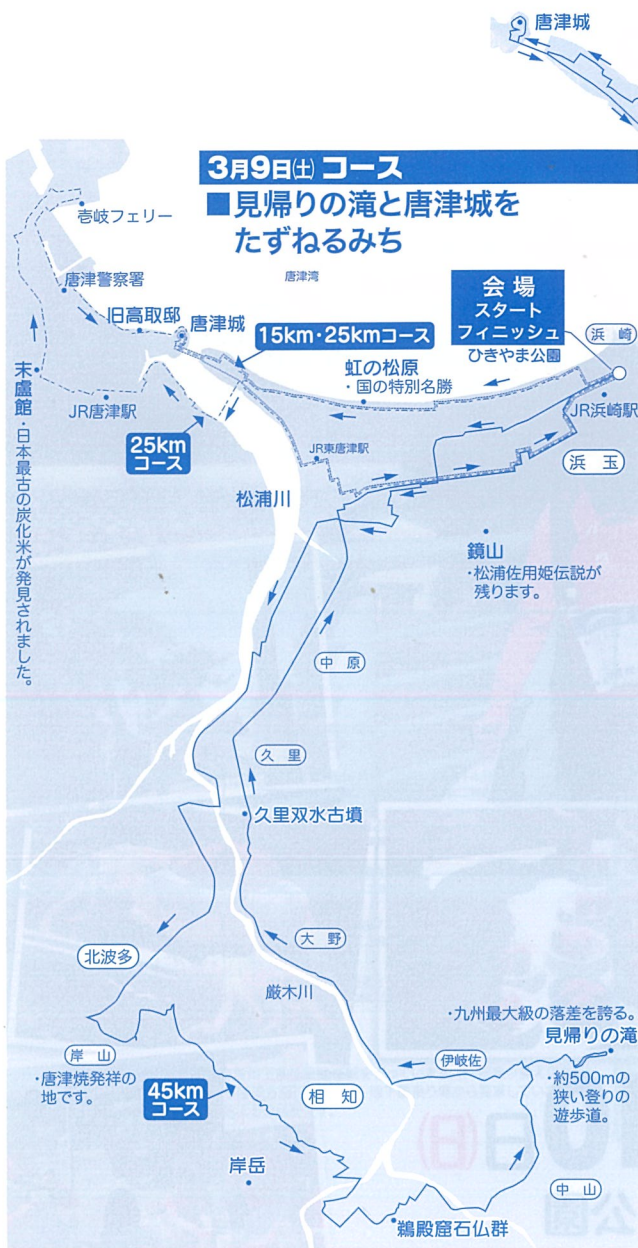 唐津城
3月9日(土) コース
■見帰りの滝と唐津城を
たずねるみち
壱岐フェリー
唐津湾
唐津警察署
旧高取邸
唐津城
15km・25kmコース
会場
スタート
フィニッシュ
ひきやま公園
浜崎
虹の松原
・国の特別名勝
末盧館・日本最古の炭化米が発見されました。
JR唐津駅
JR浜崎駅
25km
コース
JR東唐津駅
浜玉
松浦川
鏡山
・松浦佐用姫伝説が
残ります。
中原
久里
久里双水古墳
大野
北波多
厳木川
・九州最大級の落差を誇る。
見帰りの滝
岸山
・唐津焼発祥の
地です。
伊岐佐
・約500mの
狭い登りの
遊歩道。
45km
コース
相知
岸岳
中山
鵜殿窟石仏群